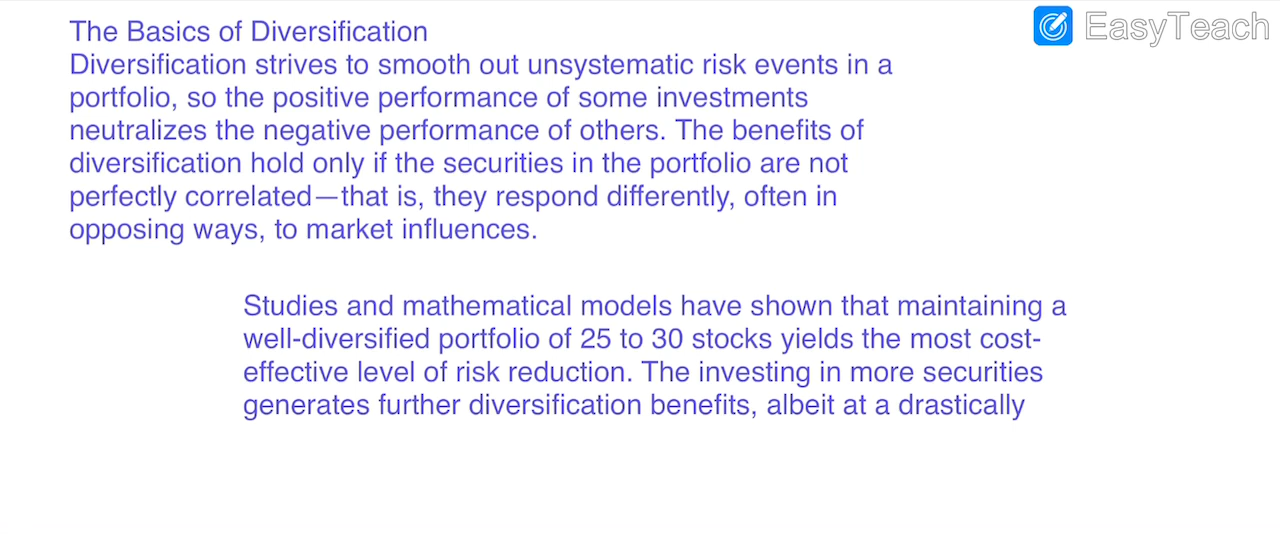 The Basics of Diversification
EasyTeach
Diversification strives to smooth out unsystematic risk events in a
portfolio, so the positive performance of some investments
neutralizes the negative performance of others. The benefits of
diversification hold only if the securities in the portfolio are not
perfectly correlated—that is, they respond differently, often in
opposing ways, to market influences.
Studies and mathematical models have shown that maintaining a
well-diversified portfolio of 25 to 30 stocks yields the most cost-
effective level of risk reduction. The investing in more securities
generates further diversification benefits, albeit at a drastically